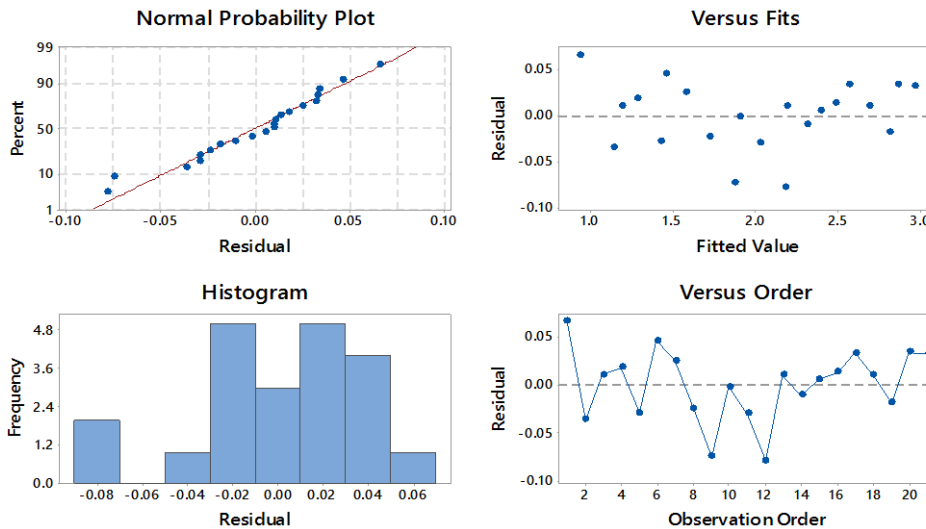 Normal Probability Plot
99
90
50
10
1
Percent
-0.10 -0.05 0.00 0.05 0.10
Residual
Versus Fits
0.05
0.00
-0.05
-0.10
Residual
1.0 1.5 2.0 2.5 3.0
Fitted Value
Histogram
4.8
3.6
2.4
1.2
0.0
Frequency
-0.08 -0.06 -0.04 -0.02 0.00 0.02 0.04 0.06
Residual
Versus Order
0.05
0.00
-0.05
-0.10
Residual
2 4 6 8 10 12 14 16 18 20
Observation Order